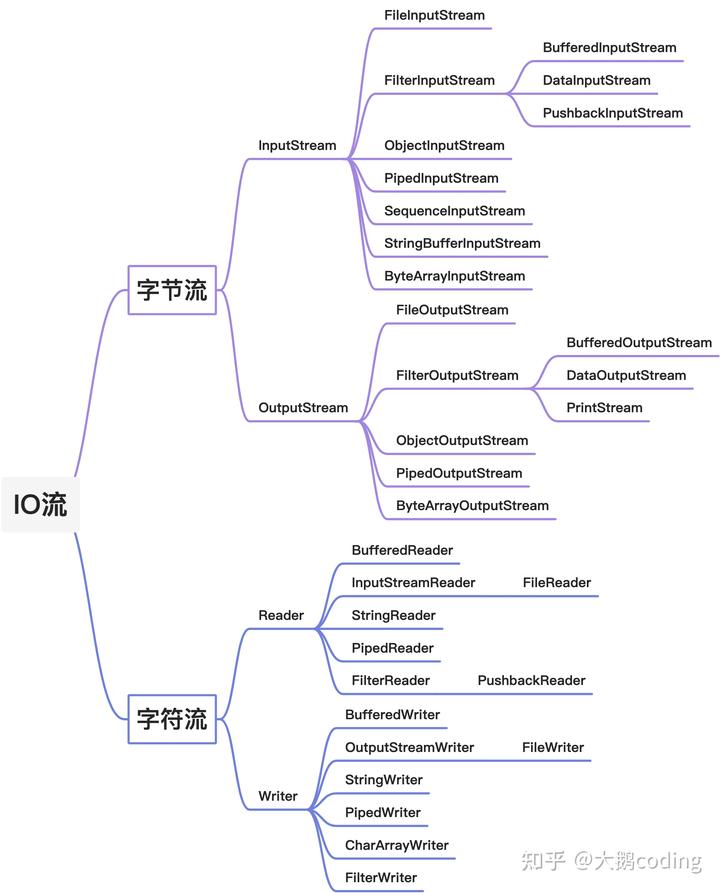 IO流
字节流
InputStream
FileInputStream
FilterInputStream
BufferedInputStream
DataInputStream
PushbackInputStream
ObjectInputStream
PipedInputStream
SequenceInputStream
StringBufferInputStream
ByteArrayInputStream
OutputStream
FileOutputStream
FilterOutputStream
BufferedOutputStream
DataOutputStream
PrintStream
ObjectOutputStream
PipedOutputStream
ByteArrayOutputStream
字符流
Reader
BufferedReader
InputStreamReader
FileReader
StringReader
PipedReader
FilterReader
PushbackReader
Writer
BufferedWriter
OutputStreamWriter
FileWriter
StringWriter
PipedWriter
CharArrayWriter
FilterWriter
知乎 @大鹅coding